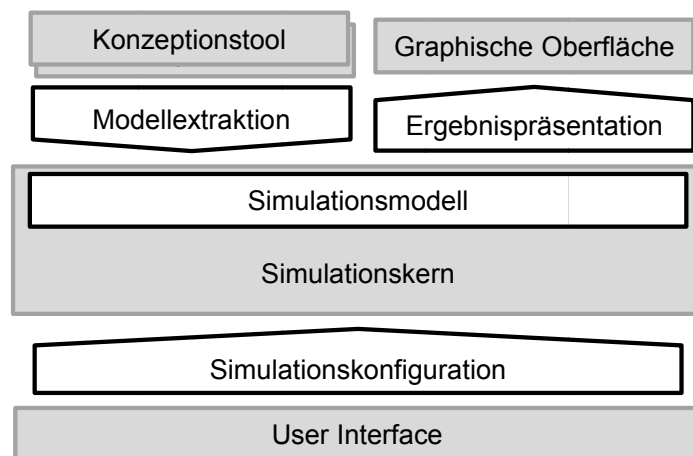 Konzeptionstool
Graphische Oberfläche
Modellextraktion
Ergebnispräsentation
Simulationsmodell
Simulationskern
Simulationskonfiguration
User Interface